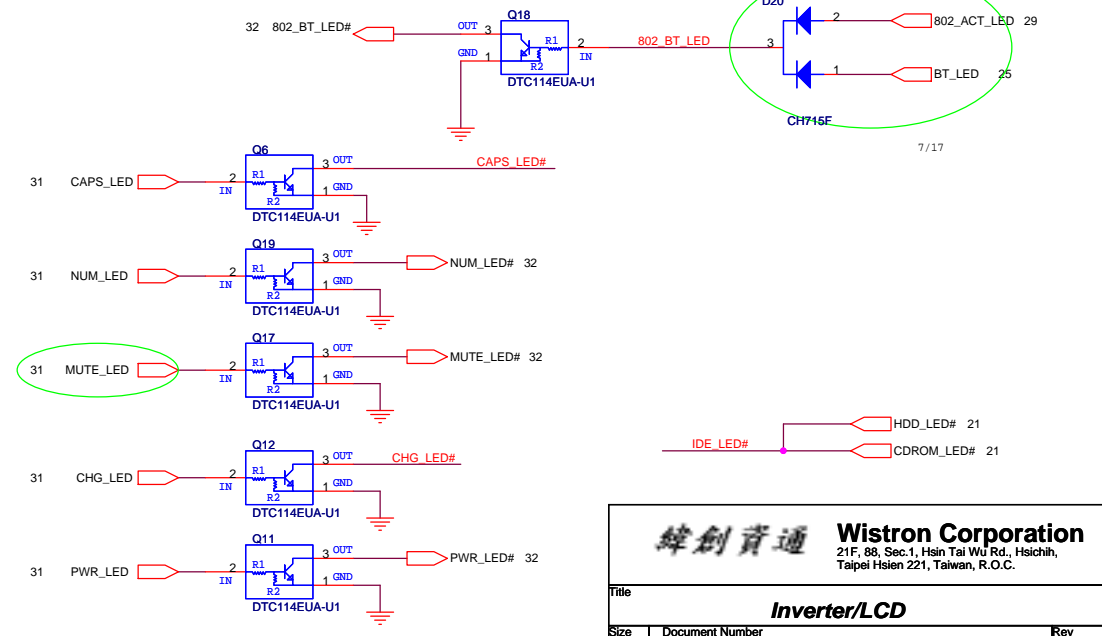 D20
Q18
32 802_BT_LED#
OUT 3
GND 1
R1
R2
2
IN
DTC114EUA-U1
802_BT_LED
3
2
802_ACT_LED 29
1
BT_LED 25
CH715F
7/17
Q6
31 CAPS_LED
2
IN
R1
R2
3 OUT
1 GND
DTC114EUA-U1
CAPS_LED#
Q19
31 NUM_LED
2
IN
R1
R2
3 OUT
1 GND
DTC114EUA-U1
NUM_LED# 32
Q17
31 MUTE_LED
2
IN
R1
R2
3 OUT
1 GND
DTC114EUA-U1
MUTE_LED# 32
Q12
31 CHG_LED
2
IN
R1
R2
3 OUT
1 GND
DTC114EUA-U1
CHG_LED#
Q11
31 PWR_LED
2
IN
R1
R2
3 OUT
1 GND
DTC114EUA-U1
PWR_LED# 32
IDE_LED#
HDD_LED# 21
CDROM_LED# 21
緯創資通
Wistron Corporation
21F, 88, Sec.1, Hsin Tai Wu Rd., Hsichih,
Taipei Hsien 221, Taiwan, R.O.C.
Title
Inverter/LCD
Size Document Number Rev